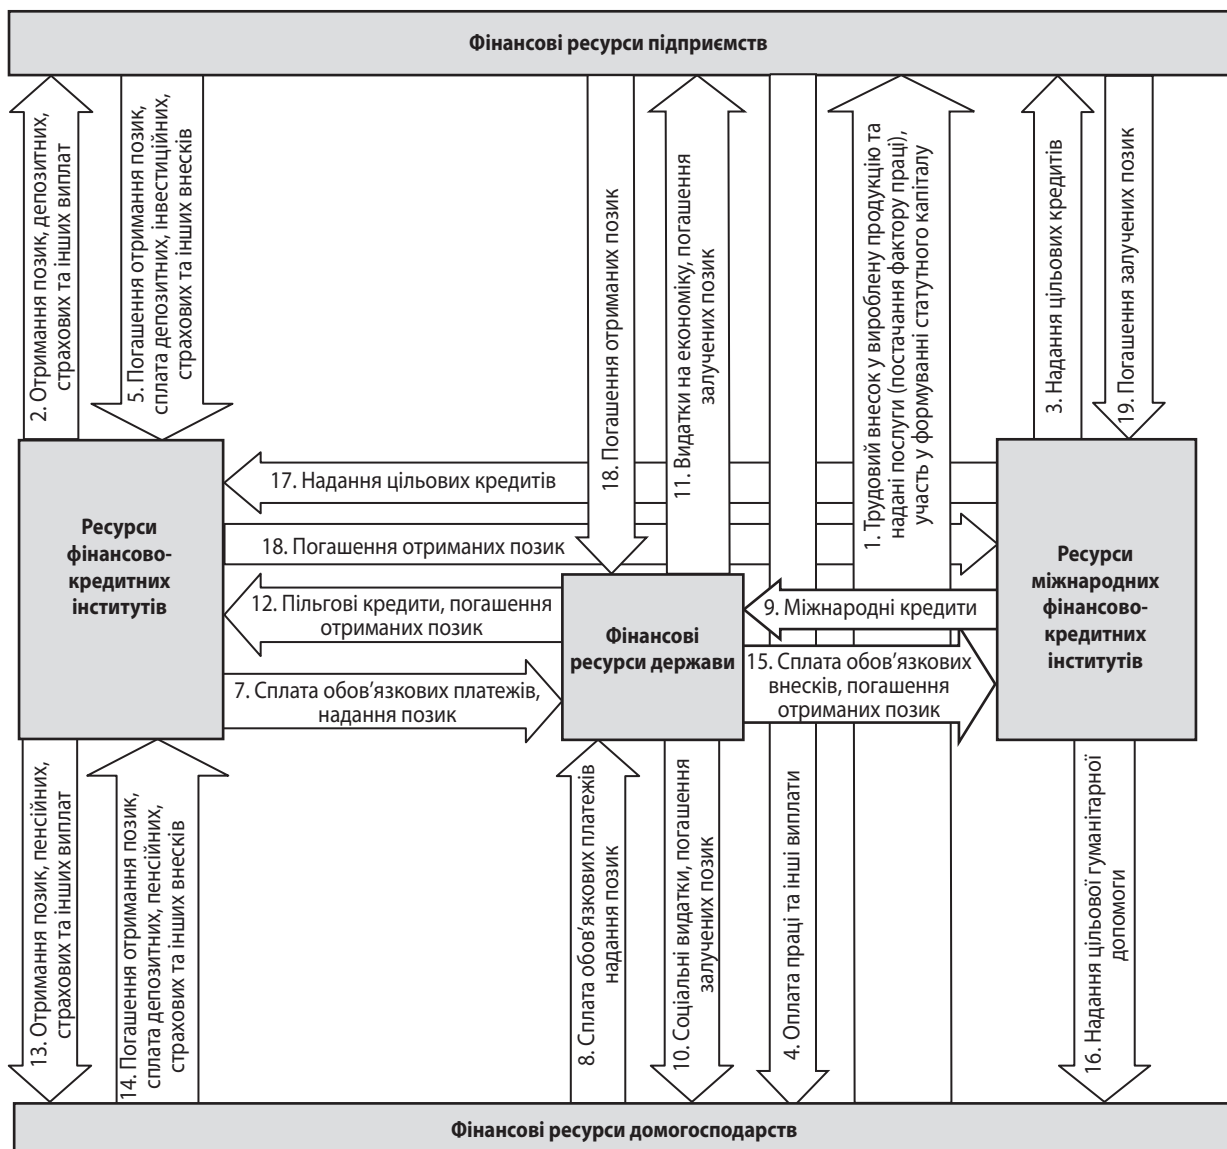 Фінансові ресурси підприємств
2. Отримання позик, депозитних,
страхових та інших виплат
5. Погашення отримання позик,
сплата депозитних, інвестиційних,
страхових та інших внесків
18. Погашення отриманих позик
11. Видатки на економіку, погашення
залучених позик
1. Трудовий внесок у вироблену продукцію та
надані послуги (постачання фактору праці),
участь у формуванні статутного капіталу
3. Надання цільових кредитів
19. Погашення залучених позик
17. Надання цільових кредитів
18. Погашення отриманих позик
Ресурси
фінансово-
кредитних
інститутів
12. Пільгові кредити, погашення
отриманих позик
7. Сплата обов'язкових платежів,
надання позик
Фінансові
ресурси держави
9. Міжнародні кредити
15. Сплата обов’язкових
внесків, погашення
отриманих позик
Ресурси
міжнародних
фінансово-
кредитних
інститутів
13. Отримання позик, пенсійних,
страхових та інших виплат
14. Погашення отримання позик,
сплата депозитних, пенсійних,
страхових та інших внесків
8. Сплата обов’язкових платежів
надання позик
10. Соціальні видатки, погашення
залучених позик
4. Оплата праці та інші виплати
16. Надання цільової гуманітарної
допомоги
Фінансові ресурси домогосподарств